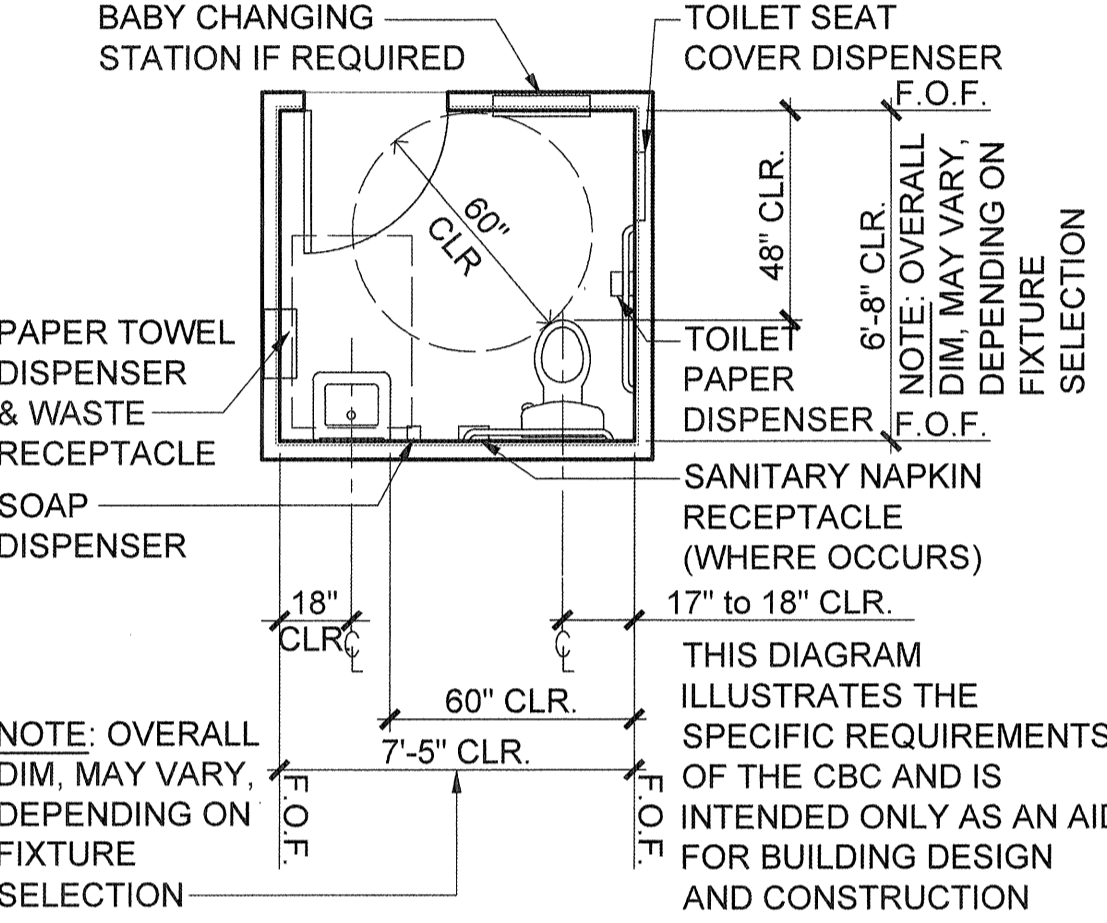 BABY CHANGING
STATION IF REQUIRED
TOILET SEAT
COVER DISPENSER
F.O.F.
60"
CLR
48" CLR.
6'-8" CLR.
NOTE: OVERALL
DIM, MAY VARY,
DEPENDING ON
FIXTURE
SELECTION
PAPER TOWEL
DISPENSER
& WASTE
RECEPTACLE
TOILET
PAPER
DISPENSER
F.O.F.
SOAP
DISPENSER
SANITARY NAPKIN
RECEPTACLE
(WHERE OCCURS)
18"
CLR.
CL
CL
17" to 18" CLR.
60" CLR.
7'-5" CLR.
F.O.F.
F.O.F.
NOTE: OVERALL
DIM, MAY VARY,
DEPENDING ON
FIXTURE
SELECTION
THIS DIAGRAM
ILLUSTRATES THE
SPECIFIC REQUIREMENTS
OF THE CBC AND IS
INTENDED ONLY AS AN AID
FOR BUILDING DESIGN
AND CONSTRUCTION